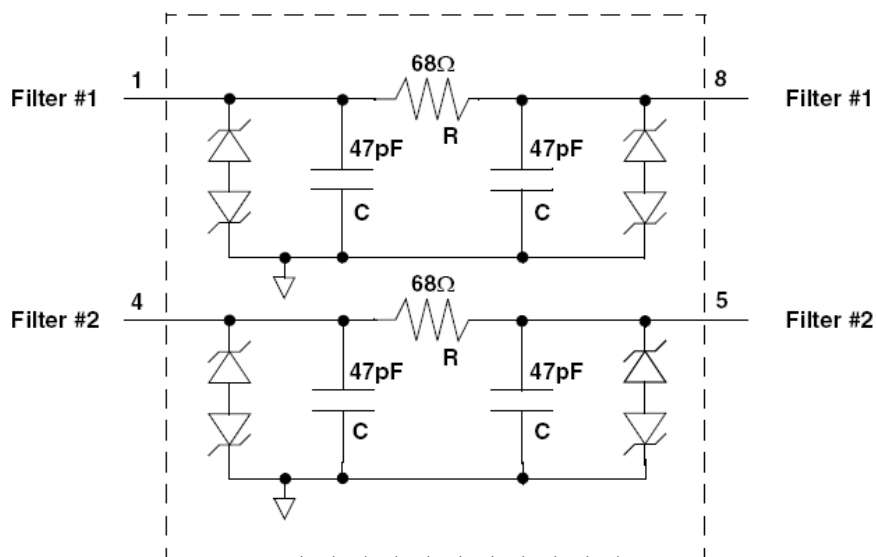 68Ω
Filter #1 1 8 Filter #1
47pF R 47pF
C C
68Ω
Filter #2 4 5 Filter #2
47pF R 47pF
C C